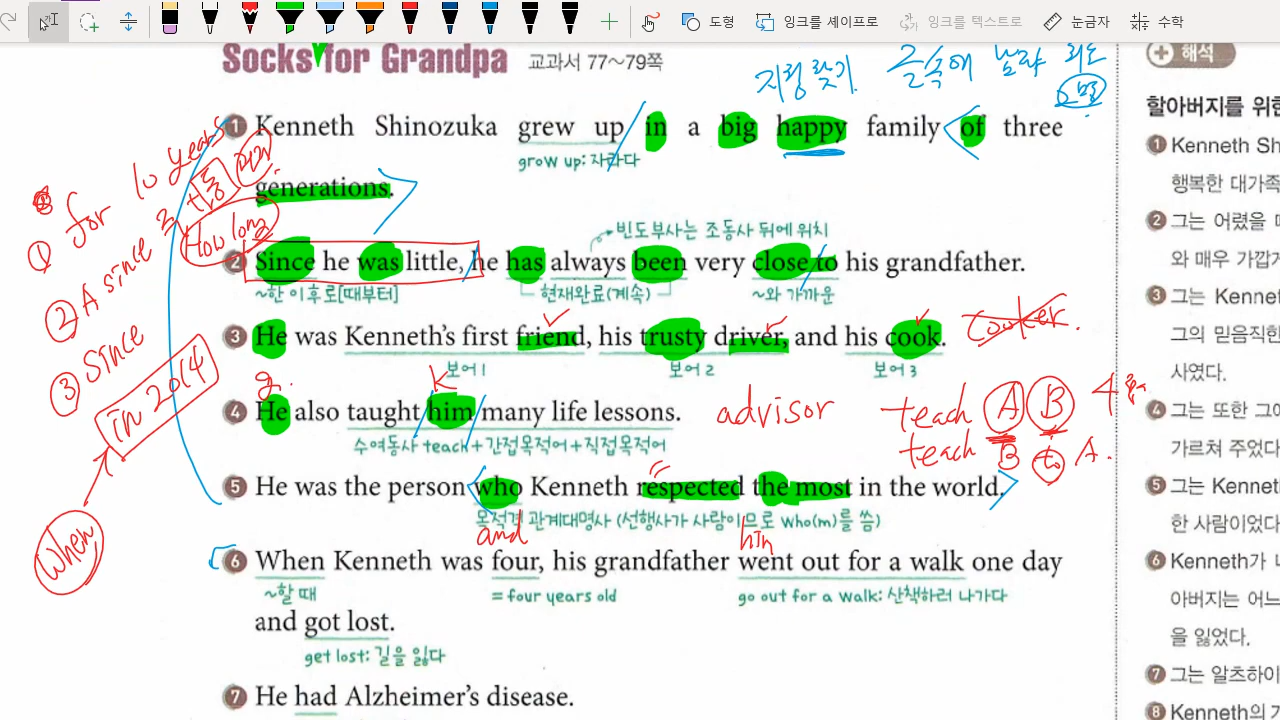 도형 잉크를 셰이프로 잉크를 텍스트로 눈금자 수학
Socks for Grandpa 교과서 77~79쪽
해석
지칭 찾기
할아버지를 위한
1 Kenneth Shinozuka grew up in a big happy family of three
grow up: 자라다
generations.
빈도부사는 조동사 뒤에 위치
2 Since he was little, he has always been very close to his grandfather.
~한 이후로[때부터] 현재완료(계속) ~와 가까운
3 He was Kenneth's first friend, his trusty driver, and his cook.
cooker.
보어1 보어2 보어3
4 He also taught him many life lessons.
수여동사 teach+간접목적어+직접목적어
advisor
teach A B
teach B to A.
5 He was the person who Kenneth respected the most in the world.
목적격 관계대명사 (선행사가 사람이므로 who(m)를 씀)
and him
6 When Kenneth was four, his grandfather went out for a walk one day
~할 때 = four years old go out for a walk: 산책하러 나가다
and got lost.
get lost: 길을 잃다
7 He had Alzheimer's disease.
① for 10 years
How long
② A since
③ since
in 2014
when
1 Kenneth Sh
행복한 대가족
2 그는 어렸을
와 매우 가깝
3 그는 Kennet
그의 믿음직한
사였다.
4 그는 또한 그
가르쳐 주었다
5 그는 Kennet
한 사람이었다
6 Kenneth가
아버지는 어느
을 잃었다.
7 그는 알츠하이
8 Kenneth의